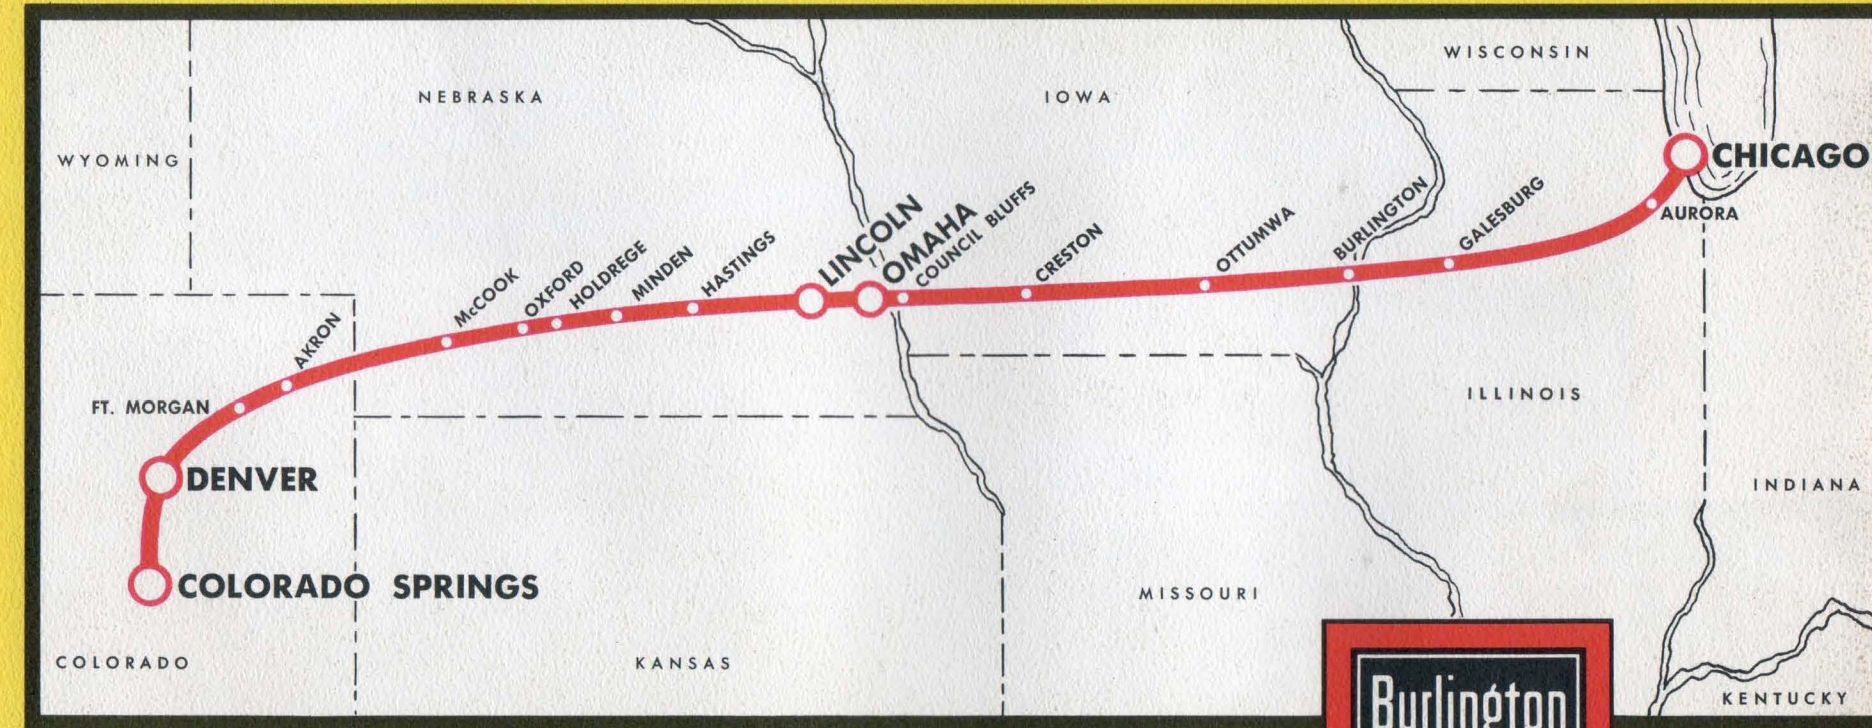 WISCONSIN
NEBRASKA
IOWA
WYOMING
CHICAGO
AURORA
LINCOLN
OMAHA
COUNCIL BLUFFS
CRESTON
OTTUMWA
BURLINGTON
GALESBURG
HASTINGS
MINDEN
HOLDREGE
OXFORD
McCOOK
AKRON
FT. MORGAN
DENVER
COLORADO SPRINGS
ILLINOIS
INDIANA
MISSOURI
COLORADO
KANSAS
KENTUCKY
Burlington